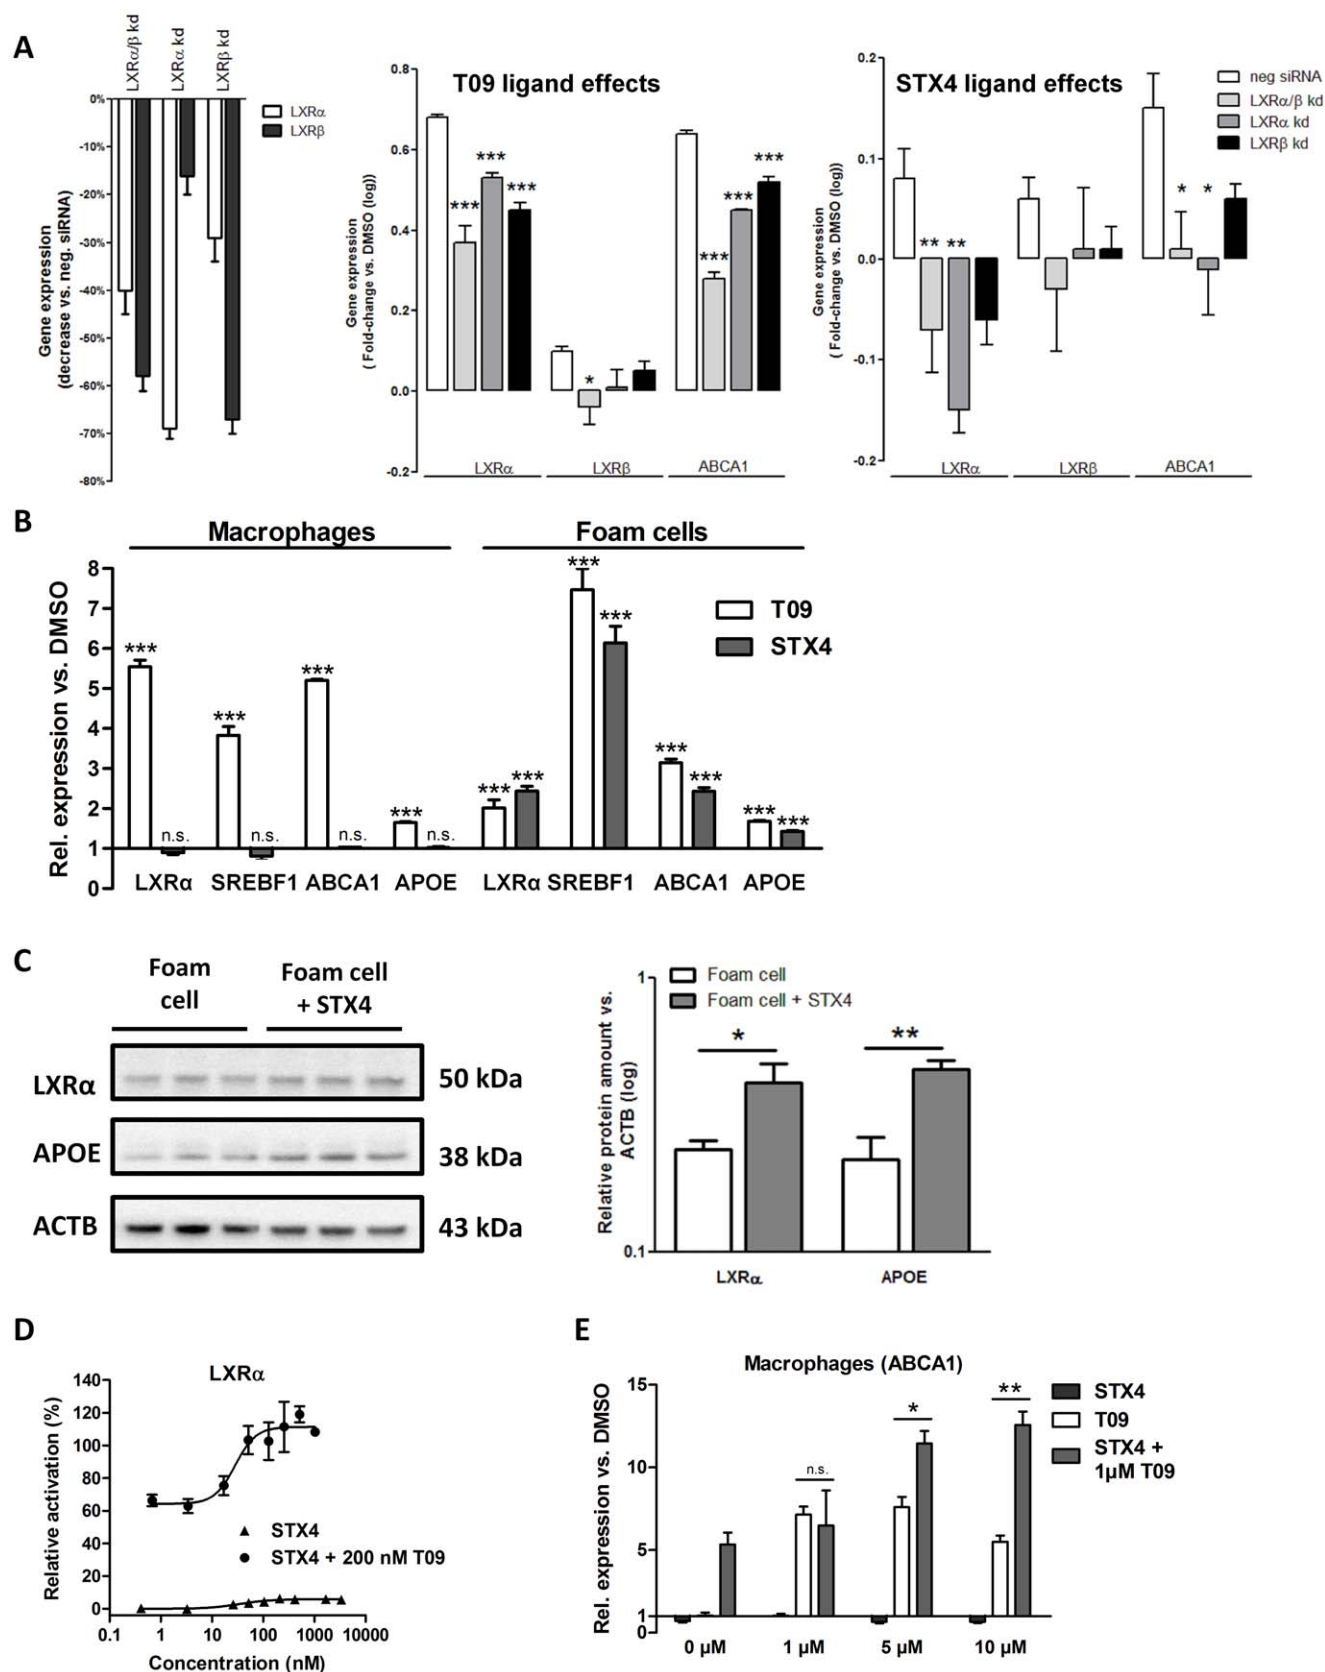 A
LXRα/β kd
LXRα kd
LXRβ kd
0%
-10%
-20%
-30%
-40%
-50%
-60%
-70%
-80%
Gene expression
(decrease vs. neg. siRNA)
LXRα
LXRβ
T09 ligand effects
0.8
0.6
0.4
0.2
0.0
-0.2
Gene expression
( Fold-change vs. DMSO (log))
***
***
***
*
***
***
***
LXRα
LXRβ
ABCA1
STX4 ligand effects
0.2
0.1
0.0
-0.1
-0.2
Gene expression
( Fold-change vs. DMSO (log))
neg siRNA
LXRα/β kd
LXRα kd
LXRβ kd
**
**
*
*
LXRα
LXRβ
ABCA1
B
Macrophages
Foam cells
Rel. expression vs. DMSO
8
7
6
5
4
3
2
1
0
T09
STX4
***
n.s.
***
n.s.
***
n.s.
***
n.s.
***
***
***
***
***
***
***
***
LXRα
SREBF1
ABCA1
APOE
LXRα
SREBF1
ABCA1
APOE
C
Foam
cell
Foam cell
+ STX4
LXRα
50 kDa
APOE
38 kDa
ACTB
43 kDa
Relative protein amount vs.
ACTB (log)
1
0.1
Foam cell
Foam cell + STX4
*
**
LXRα
APOE
D
LXRα
Relative activation (%)
140
120
100
80
60
40
20
0
STX4
STX4 + 200 nM T09
0.1
1
10
100
1000
10000
Concentration (nM)
E
Macrophages (ABCA1)
Rel. expression vs. DMSO
15
10
5
1
0
n.s.
*
**
STX4
T09
STX4 +
1µM T09
0 µM
1 µM
5 µM
10 µM